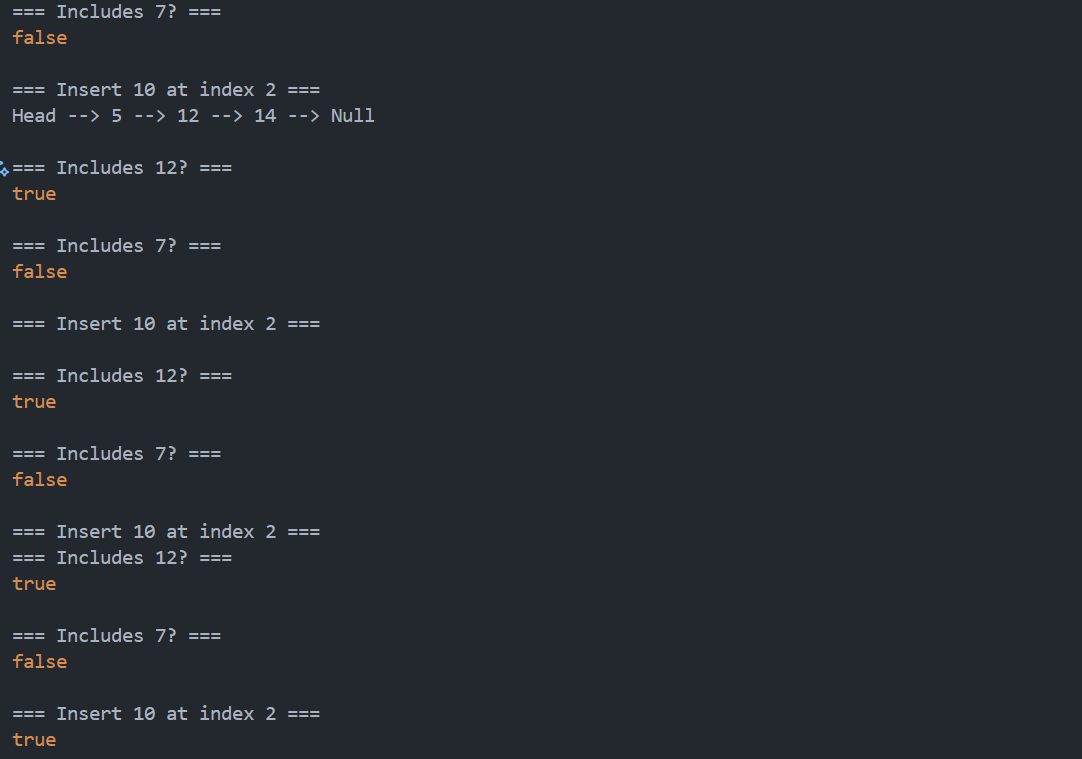 === Includes 7? ===
false
=== Insert 10 at index 2 ===
Head --> 5 --> 12 --> 14 --> Null
=== Includes 12? ===
true
=== Includes 7? ===
false
=== Insert 10 at index 2 ===
=== Includes 12? ===
true
=== Includes 7? ===
false
=== Insert 10 at index 2 ===
=== Includes 12? ===
true
=== Includes 7? ===
false
=== Insert 10 at index 2 ===
true